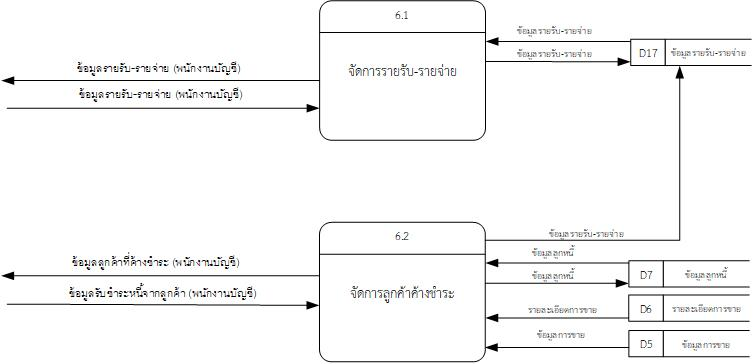 6.1
จัดการรายรับ-รายจ่าย
ข้อมูลรายรับ-รายจ่าย (พนักงานบัญชี)
ข้อมูลรายรับ-รายจ่าย (พนักงานบัญชี)
ข้อมูลรายรับ-รายจ่าย
ข้อมูลรายรับ-รายจ่าย
D17 ข้อมูลรายรับ-รายจ่าย
6.2
จัดการลูกค้าค้างชำระ
ข้อมูลลูกค้าที่ค้างชำระ (พนักงานบัญชี)
ข้อมูลรับชำระหนี้จากลูกค้า (พนักงานบัญชี)
ข้อมูลรายรับ-รายจ่าย
ข้อมูลลูกหนี้
ข้อมูลลูกหนี้
D7 ข้อมูลลูกหนี้
รายละเอียดการขาย
D6 รายละเอียดการขาย
ข้อมูลการขาย
D5 ข้อมูลการขาย